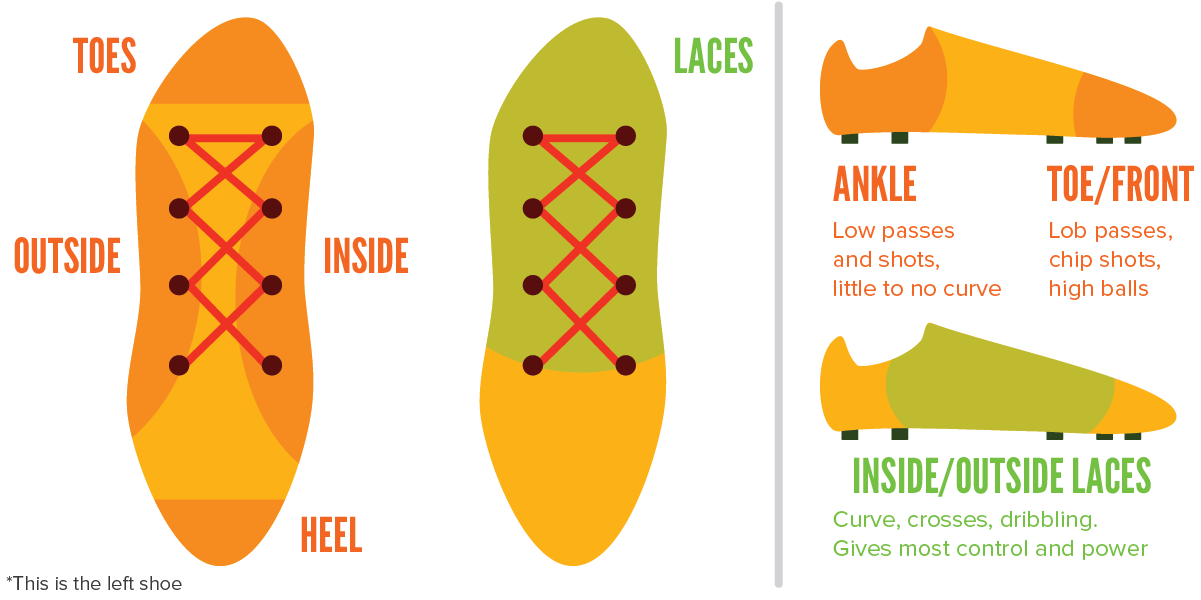 TOES
LACES
OUTSIDE
INSIDE
HEEL
*This is the left shoe
ANKLE
Low passes
and shots,
little to no curve
TOE/FRONT
Lob passes,
chip shots,
high balls
INSIDE/OUTSIDE LACES
Curve, crosses, dribbling.
Gives most control and power